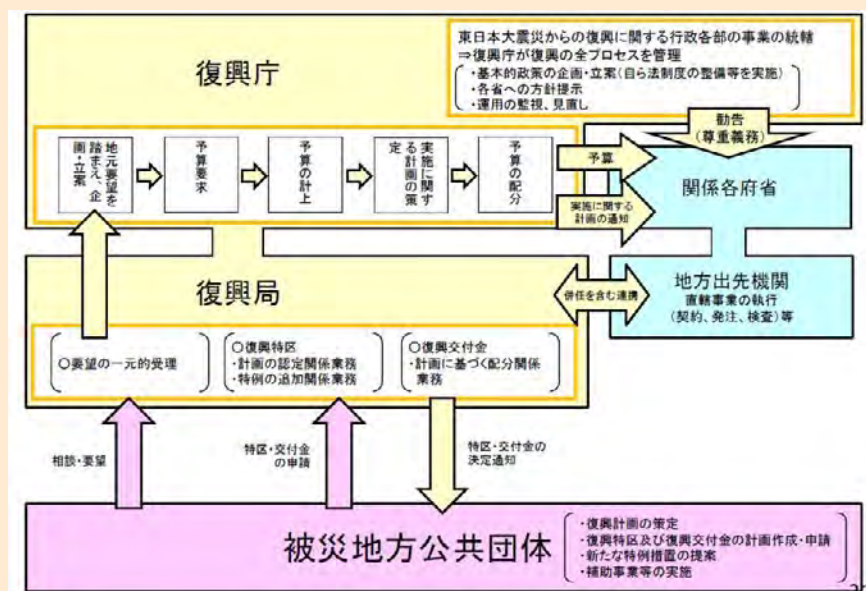 復興庁
東日本大震災からの復興に関する行政各部の事業の統轄
⇒復興庁が復興の全プロセスを管理
・基本的政策の企画・立案(自ら法制度の整備等を実施)
・各省への方針提示
・運用の監視、見直し
勧告
(尊重義務)
地元要望を
踏まえ、企
画・立案
予算要求
予算の計上
実施に関す
る計画の策
定
予算の配分
予算
実施に関する
計画の通知
関係各府省
復興局
併任を含む連携
地方出先機関
直轄事業の執行
(契約、発注、検査)等
〇要望の一元的受理
〇復興特区
・計画の認定関係業務
・特例の追加関係業務
〇復興交付金
・計画に基づく配分関係
業務
相談・要望
特区・交付金
の申請
特区・交付金の
決定通知
被災地方公共団体
・復興計画の策定
・復興特区及び復興交付金の計画作成・申請
・新たな特例措置の提案
・補助事業等の実施